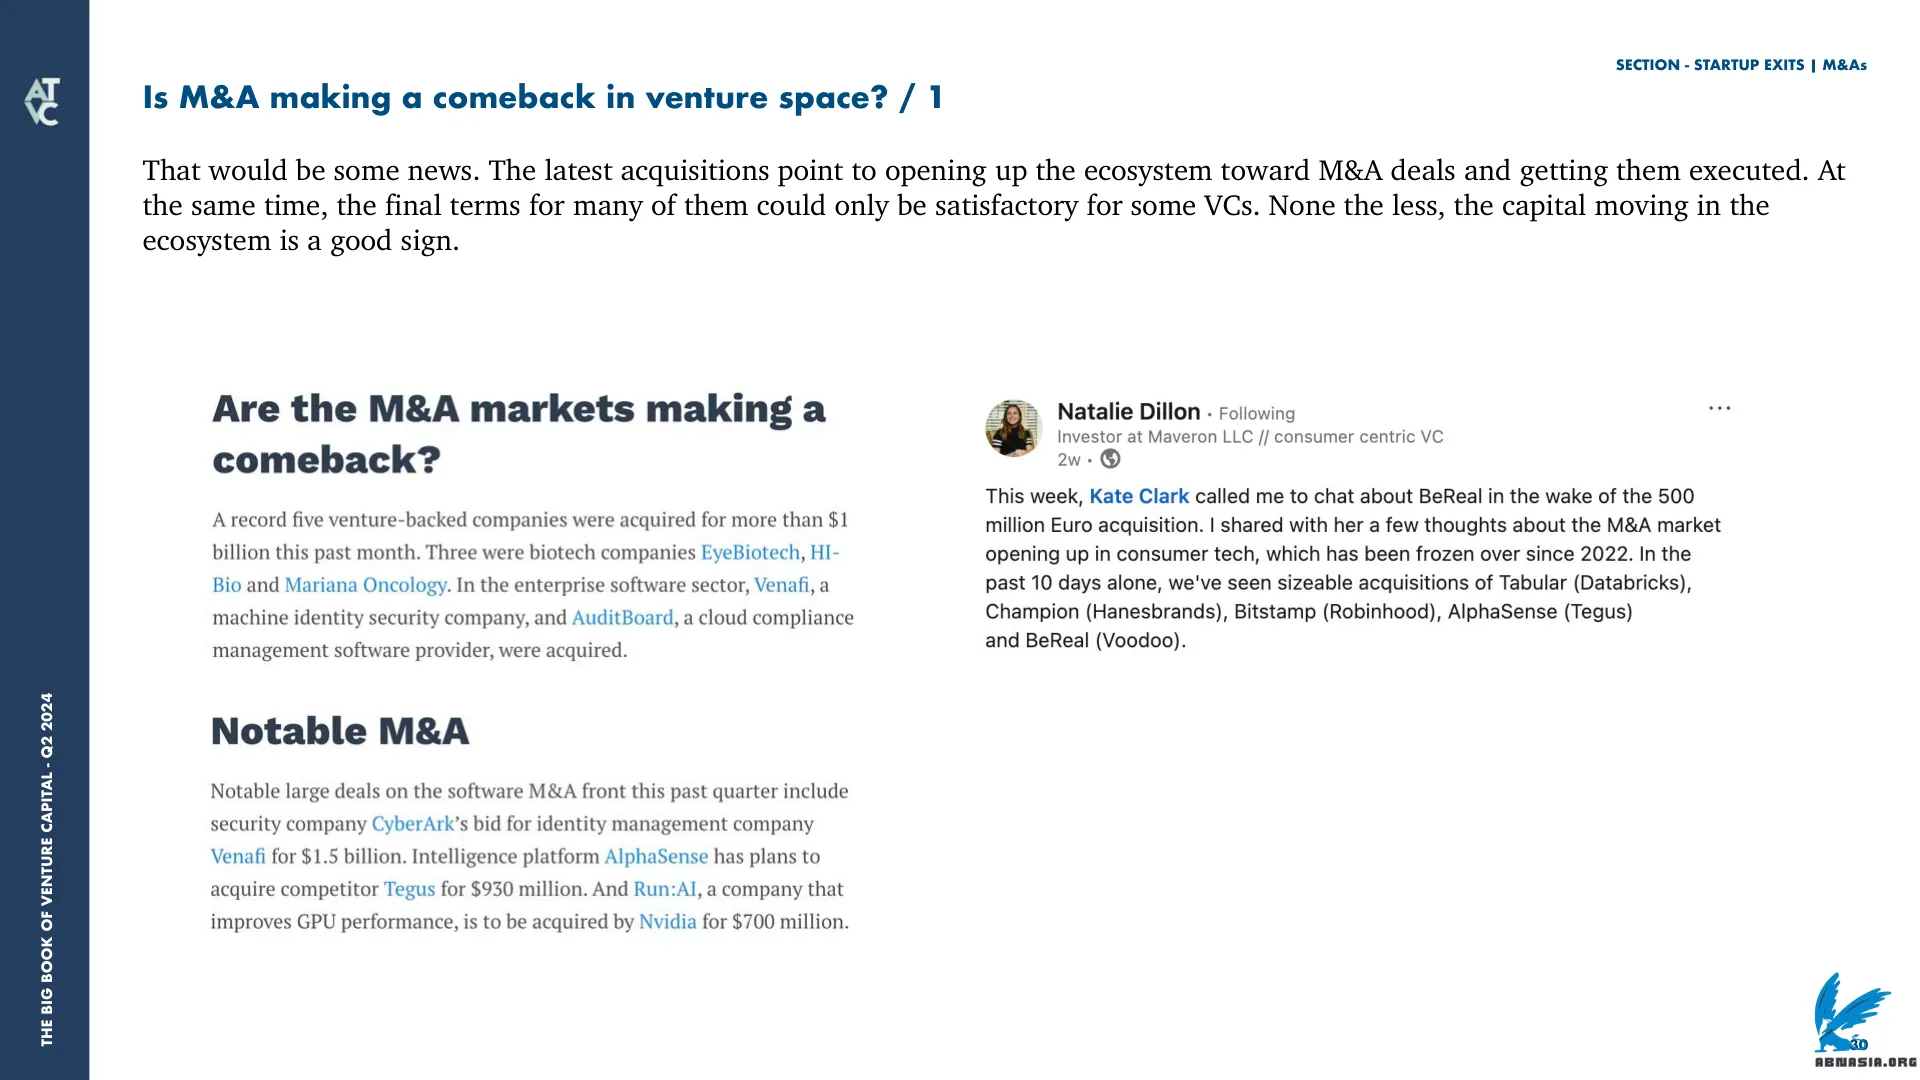 AT
VC
SECTION - STARTUP EXITS | M&As
Is M&A making a comeback in venture space? / 1
That would be some news. The latest acquisitions point to opening up the ecosystem toward M&A deals and getting them executed. At
the same time, the final terms for many of them could only be satisfactory for some VCs. None the less, the capital moving in the
ecosystem is a good sign.
Are the M&A markets making a
comeback?
A record five venture-backed companies were acquired for more than $1
billion this past month. Three were biotech companies EyeBiotech, HI-
Bio and Mariana Oncology. In the enterprise software sector, Venafi, a
machine identity security company, and AuditBoard, a cloud compliance
management software provider, were acquired.
Notable M&A
Notable large deals on the software M&A front this past quarter include
security company CyberArk’s bid for identity management company
Venafi for $1.5 billion. Intelligence platform AlphaSense has plans to
acquire competitor Tegus for $930 million. And Run:AI, a company that
improves GPU performance, is to be acquired by Nvidia for $700 million.
Natalie Dillon • Following
Investor at Maveron LLC // consumer centric VC
2w •
This week, Kate Clark called me to chat about BeReal in the wake of the 500
million Euro acquisition. I shared with her a few thoughts about the M&A market
opening up in consumer tech, which has been frozen over since 2022. In the
past 10 days alone, we've seen sizeable acquisitions of Tabular (Databricks),
Champion (Hanesbrands), Bitstamp (Robinhood), AlphaSense (Tegus)
and BeReal (Voodoo).
THE BIG BOOK OF VENTURE CAPITAL - Q2 2024
30
ABNASIA.ORG